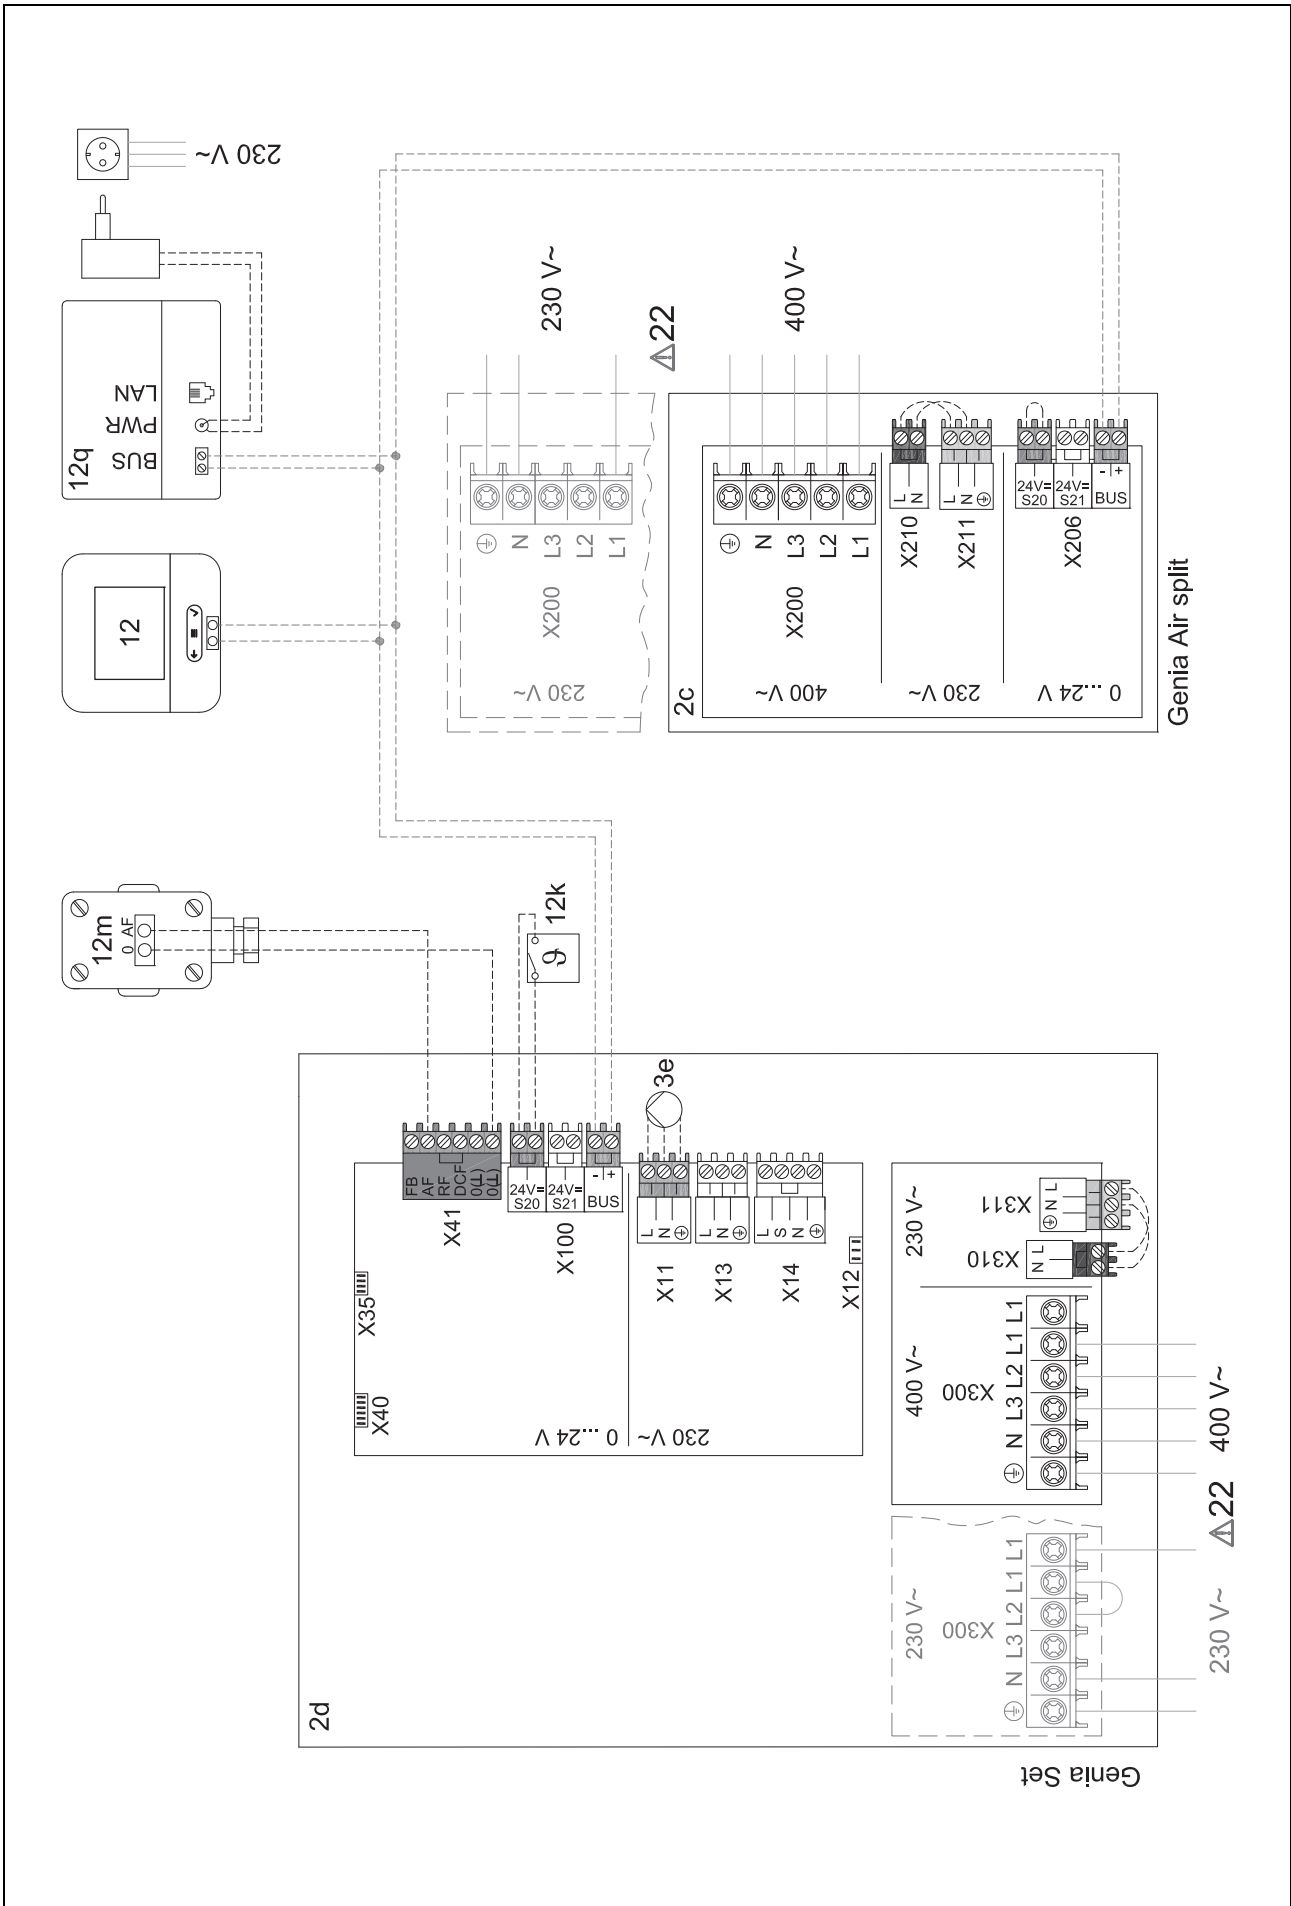 230 V~
12q
LAN
PWR
BUS
12
230 V~
⚠22
400 V~
X200
⏚
N
L3
L2
L1
230 V~
2c
X200
⏚
N
L3
L2
L1
400 V~
X210
L
N
X211
L
N
⏚
230 V~
24V=
S20
24V=
S21
X206
BUS
-
+
0 ...24 V
Genia Air split
12m
0 AF
12k
ϑ
3e
2d
X41
FB
AF
RF
DCF
0(⊥)
0(⊥)
X100
24V=
S20
24V=
S21
BUS
-
+
X11
L
N
⏚
X13
L
N
⏚
X14
L
S
N
⏚
X12
X35
X40
0 ...24 V
230 V~
230 V~
X311
⏚ N L
X310
N L
400 V~
X300
⏚ N L3 L2 L1 L1
400 V~
⚠22
230 V~
X300
⏚ N L3 L2 L1 L1
230 V~
Genia Set